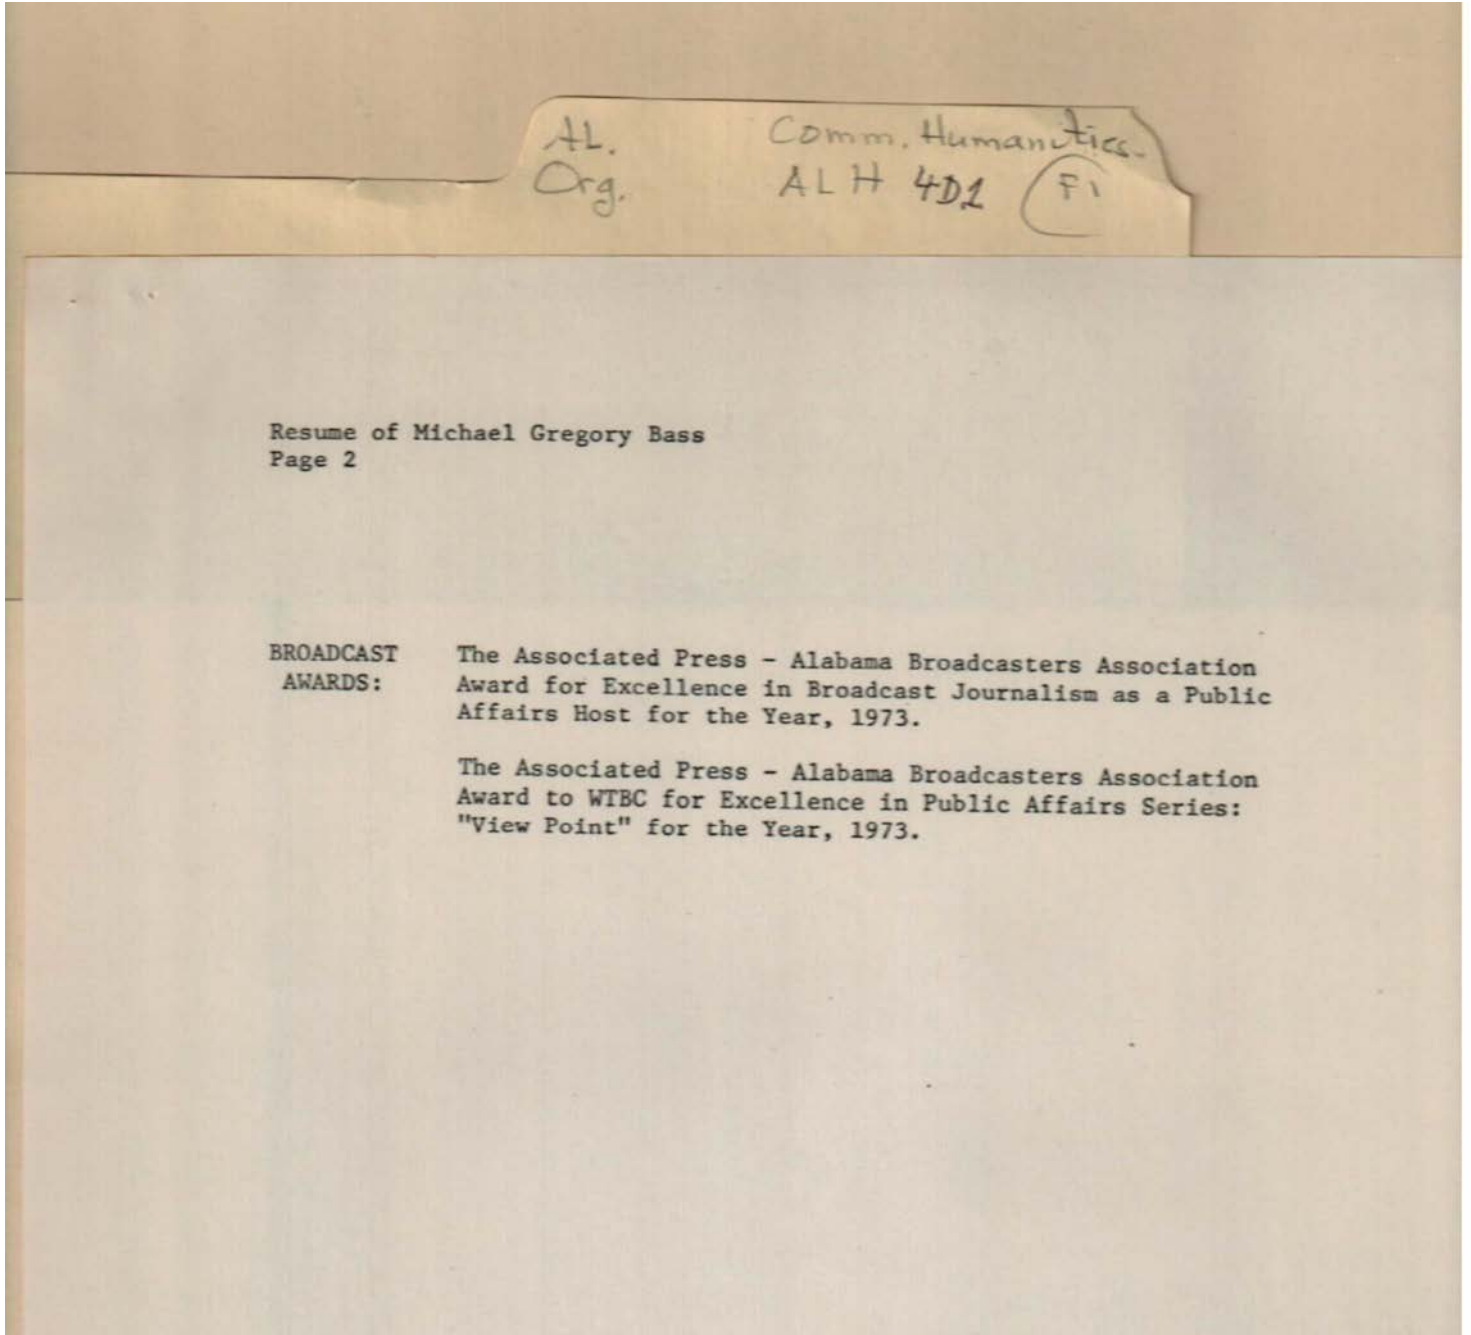 AL. Comm. Humanities.
Org. ALH 4D1 F1
Resume of Michael Gregory Bass
Page 2
BROADCAST The Associated Press - Alabama Broadcasters Association
AWARDS: Award for Excellence in Broadcast Journalism as a Public
Affairs Host for the Year, 1973.
The Associated Press - Alabama Broadcasters Association
Award to WTBC for Excellence in Public Affairs Series:
"View Point" for the Year, 1973.